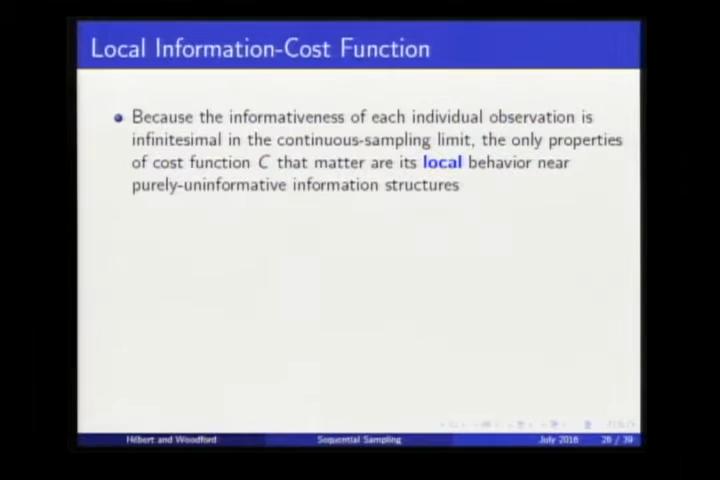 Local Information-Cost Function
Because the informativeness of each individual observation is
infinitesimal in the continuous-sampling limit, the only properties
of cost function C that matter are its local behavior near
purely-uninformative information structures
Hébert and Woodford
Sequential Sampling
July 2016
26 / 39